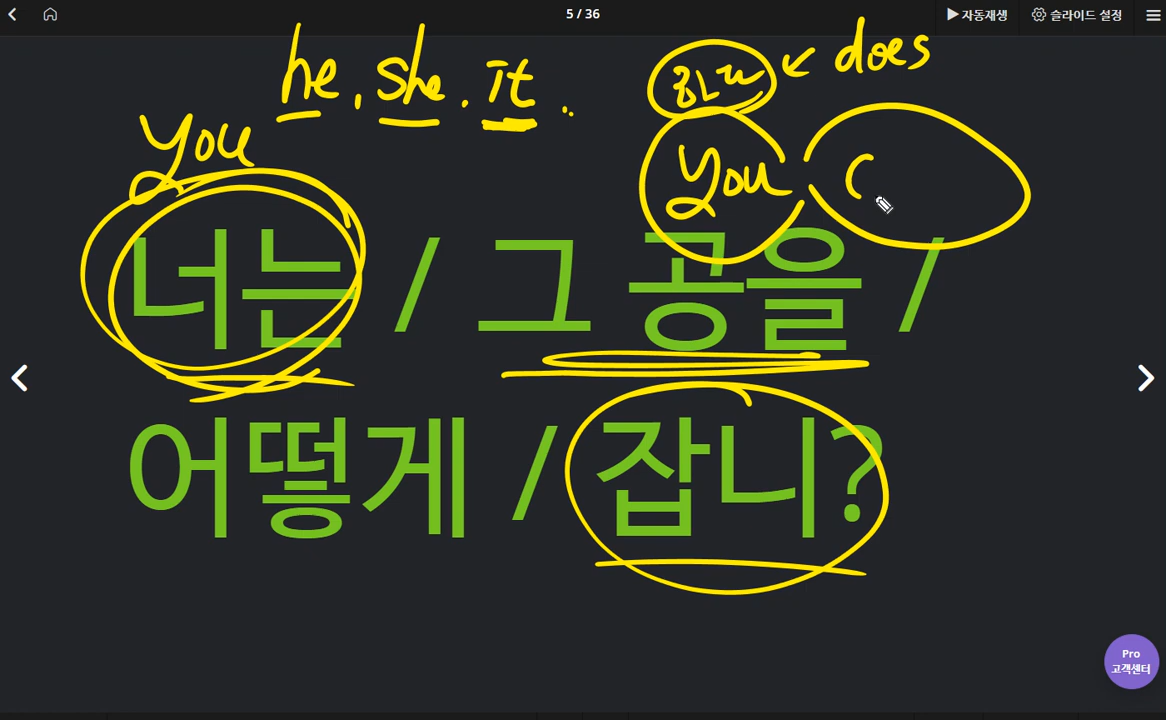 5 / 36
자동재생
슬라이드 설정
he, she. it.
does
You
You
C
너는 / 그 공을 /
어떻게 / 잡니?
Pro
고객센터